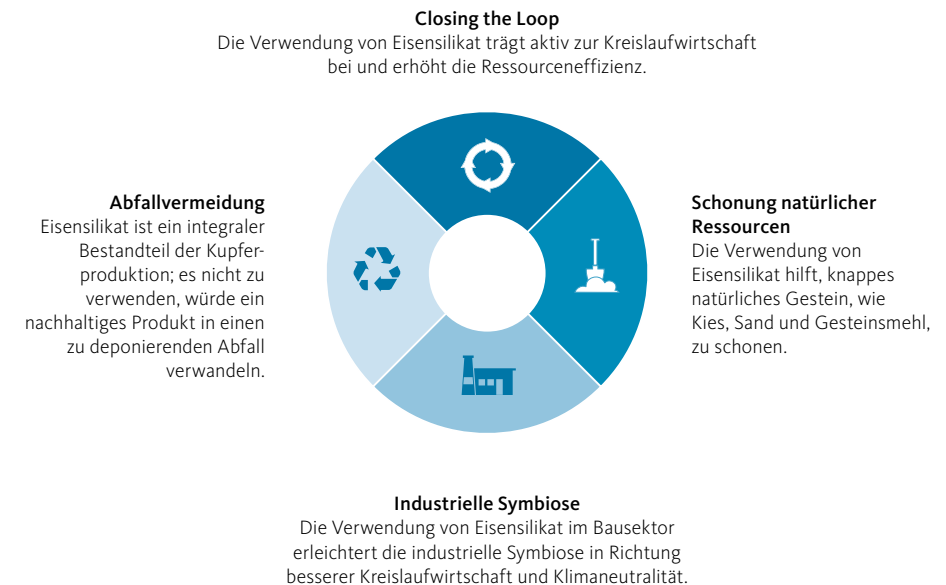 Closing the Loop
Die Verwendung von Eisensilikat trägt aktiv zur Kreislaufwirtschaft
bei und erhöht die Ressourceneffizienz.
Abfallvermeidung
Eisensilikat ist ein integraler
Bestandteil der Kupfer-
produktion; es nicht zu
verwenden, würde ein
nachhaltiges Produkt in einen
zu deponierenden Abfall
verwandeln.
Schonung natürlicher
Ressourcen
Die Verwendung von
Eisensilikat hilft, knappes
natürliches Gestein, wie
Kies, Sand und Gesteinsmehl,
zu schonen.
Industrielle Symbiose
Die Verwendung von Eisensilikat im Bausektor
erleichtert die industrielle Symbiose in Richtung
besserer Kreislaufwirtschaft und Klimaneutralität.